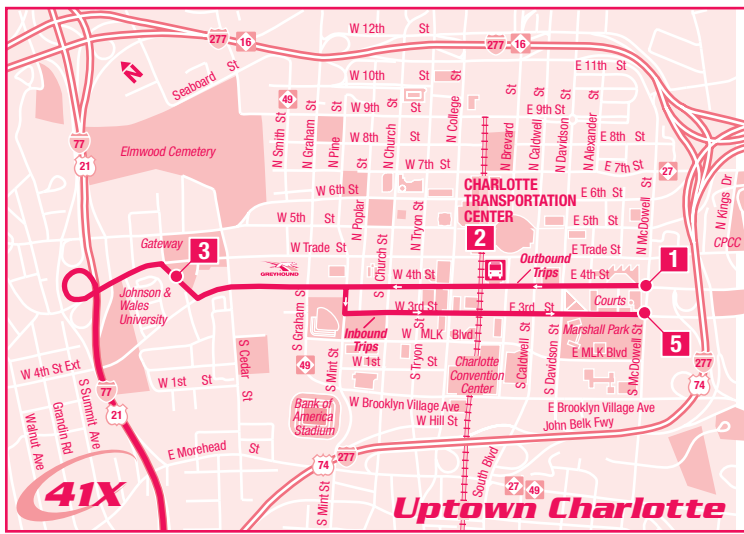 W 12th St
277
16
277
16
N
Seaboard St
W 10th St
E 11th St
49
W 9th St
E 9th St
N Smith St
N Graham St
N Pine St
N Church St
N College St
N Brevard St
N Caldwell St
N Davidson St
N Alexander St
77
21
Elmwood Cemetery
W 8th St
E 8th St
W 7th St
E 7th St
27
W 6th St
CHARLOTTE
TRANSPORTATION
CENTER
E 6th St
N McDowell St
N Kings Dr
W 5th St
N Poplar St
N Tryon St
E 5th St
CPCC
Gateway
W Trade St
2
E Trade St
3
GREYHOUND
S Church St
W 4th St
Outbound
Trips
E 4th St
1
Johnson &
Wales
University
W 3rd St
E 3rd St
Courts
S Graham St
Inbound
Trips
W MLK Blvd
Marshall Park
5
E MLK Blvd
W 4th St Ext
S Cedar St
49
S Mint St
W 1st St
S Tryon St
Charlotte
Convention
Center
S Caldwell St
S Davidson St
S McDowell St
277
74
W 1st St
77
21
S Summit Ave
Grandin Rd
Walnut Ave
Bank of
America
Stadium
W Brooklyn Village Ave
E Brooklyn Village Ave
W Hill St
John Belk Fwy
E Morehead St
277
74
S Mint St
South Blvd
27
49
41X
Uptown Charlotte